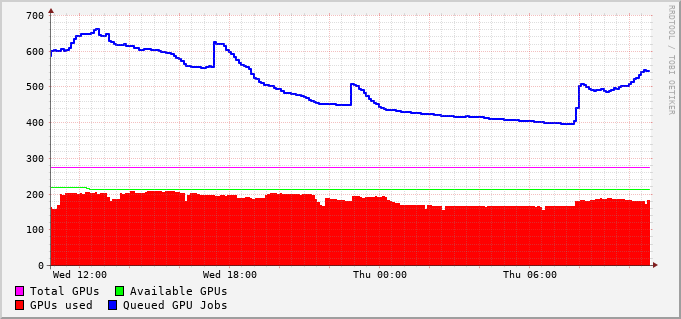 700
600
500
400
300
200
100
0
Wed 12:00 Wed 18:00 Thu 00:00 Thu 06:00
Total GPUs Available GPUs
GPUs used Queued GPU Jobs
RRDTOOL / TOBI OETIKER